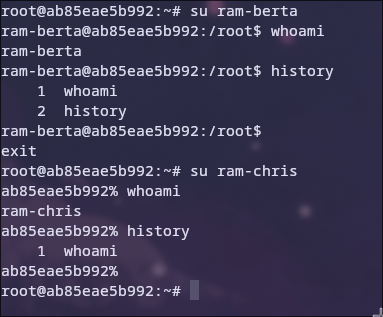 root@ab85eae5b992:~# su ram-berta
ram-berta@ab85eae5b992:/root$ whoami
ram-berta
ram-berta@ab85eae5b992:/root$ history
    1  whoami
    2  history
ram-berta@ab85eae5b992:/root$
exit
root@ab85eae5b992:~# su ram-chris
ab85eae5b992% whoami
ram-chris
ab85eae5b992% history
    1  whoami
ab85eae5b992%
root@ab85eae5b992:~#